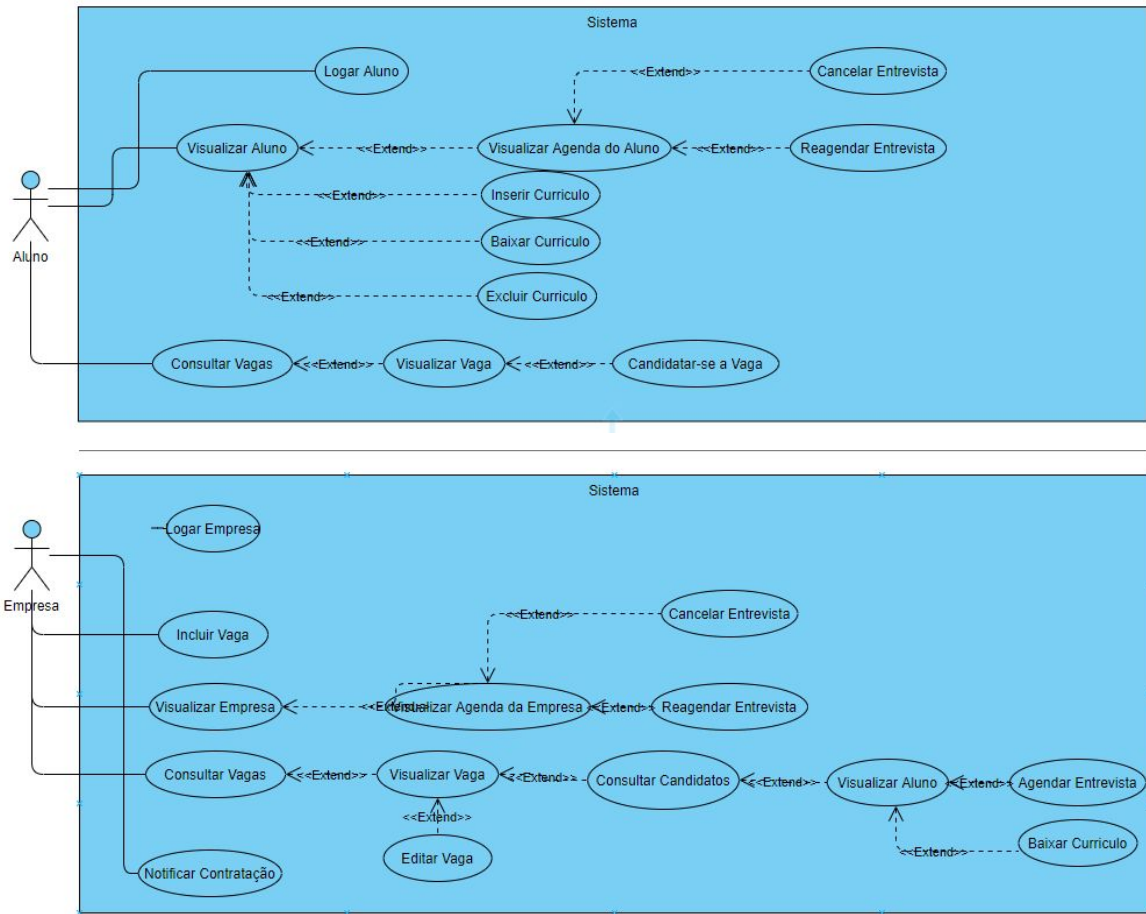 Sistema
Logar Aluno
<<Extend>>
Cancelar Entrevista
Visualizar Aluno
<<Extend>>
Visualizar Agenda do Aluno
<<Extend>>
Reagendar Entrevista
<<Extend>>
Inserir Curriculo
<<Extend>>
Baixar Curriculo
Aluno
<<Extend>>
Excluir Curriculo
Consultar Vagas
<<Extend>>
Visualizar Vaga
<<Extend>>
Candidatar-se a Vaga
Sistema
Logar Empresa
Empresa
<<Extend>>
Cancelar Entrevista
Incluir Vaga
Visualizar Empresa
<<Extend>>
Visualizar Agenda da Empresa
<<Extend>>
Reagendar Entrevista
Consultar Vagas
<<Extend>>
Visualizar Vaga
<<Extend>>
Consultar Candidatos
<<Extend>>
Visualizar Aluno
<<Extend>>
Agendar Entrevista
<<Extend>>
Editar Vaga
<<Extend>>
Baixar Curriculo
Notificar Contratação